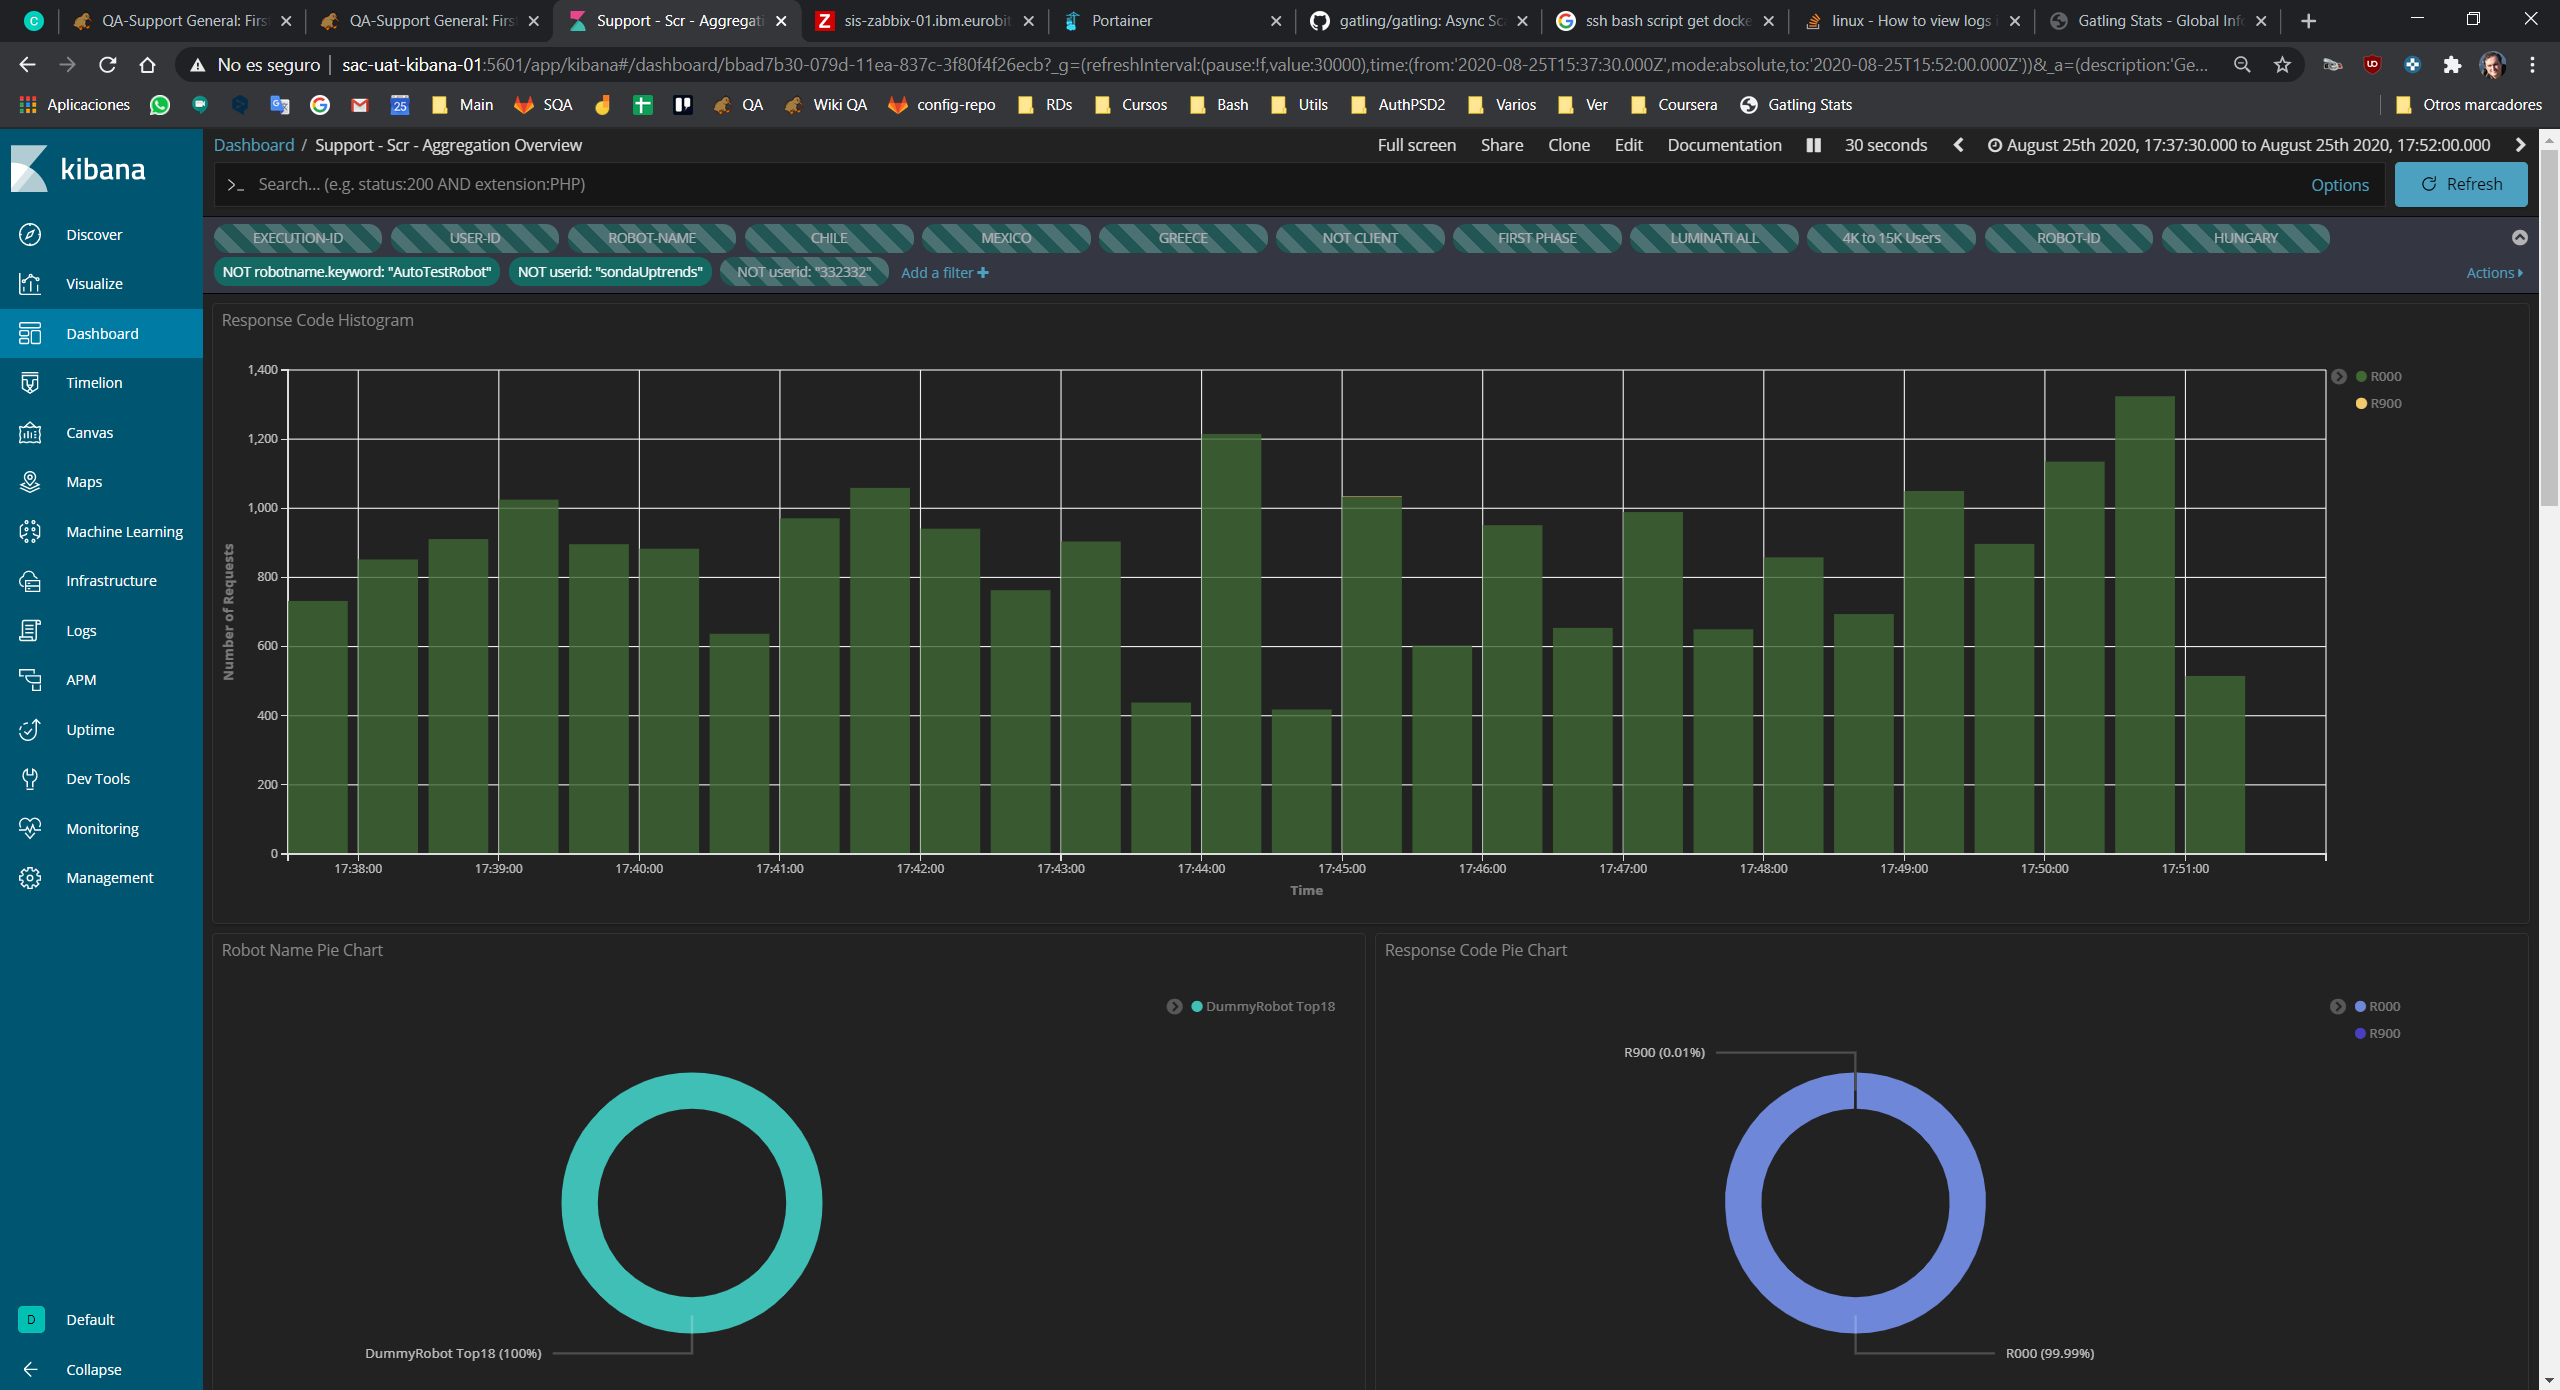 QA-Support General: Firs
QA-Support General: Firs
Support - Scr - Aggregati
sis-zabbix-01.ibm.eurobit
Portainer
gatling/gatling: Async Sc
ssh bash script get docke
linux - How to view logs i
Gatling Stats - Global Info
No es seguro
sac-uat-kibana-01:5601/app/kibana#/dashboard/bbad7b30-079d-11ea-837c-3f80f4f26ecb?_g=(refreshInterval:(pause:!f,value:30000),time:(from:'2020-08-25T15:37:30.000Z',mode:absolute,to:'2020-08-25T15:52:00.000Z'))&_a=(description:'Ge...
Aplicaciones
25
Main
SQA
QA
Wiki QA
config-repo
RDs
Cursos
Bash
Utils
AuthPSD2
Varios
Ver
Coursera
Gatling Stats
Otros marcadores
kibana
Discover
Visualize
Dashboard
Timelion
Canvas
Maps
Machine Learning
Infrastructure
Logs
APM
Uptime
Dev Tools
Monitoring
Management
D Default
Collapse
Dashboard / Support - Scr - Aggregation Overview
Full screen Share Clone Edit Documentation 30 seconds August 25th 2020, 17:37:30.000 to August 25th 2020, 17:52:00.000
>_ Search... (e.g. status:200 AND extension:PHP)
Options
Refresh
EXECUTION-ID USER-ID ROBOT-NAME CHILE MEXICO GREECE NOT CLIENT FIRST PHASE LUMINATI ALL 4K to 15K Users ROBOT-ID HUNGARY
NOT robotname.keyword: "AutoTestRobot" NOT userid: "sondaUptrends" NOT userid: "332332" Add a filter +
Actions
Response Code Histogram
1,400
1,200
1,000
800
600
400
200
0
Number of Requests
17:38:00 17:39:00 17:40:00 17:41:00 17:42:00 17:43:00 17:44:00 17:45:00 17:46:00 17:47:00 17:48:00 17:49:00 17:50:00 17:51:00
Time
R000
R900
Robot Name Pie Chart
DummyRobot Top18
DummyRobot Top18 (100%)
Response Code Pie Chart
R000
R900
R900 (0.01%)
R000 (99.99%)